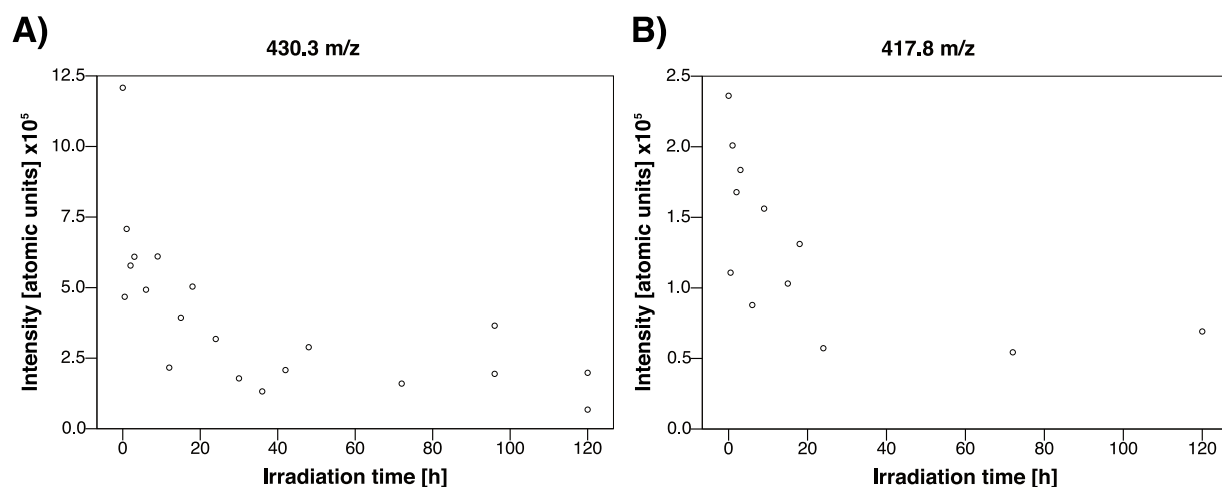 A)
430.3 m/z
12.5
10.0
7.5
5.0
2.5
0.0
Intensity [atomic units] x10⁵
0 20 40 60 80 100 120
Irradiation time [h]
B)
417.8 m/z
2.5
2.0
1.5
1.0
0.5
0.0
Intensity [atomic units] x10⁵
0 20 40 60 80 100 120
Irradiation time [h]